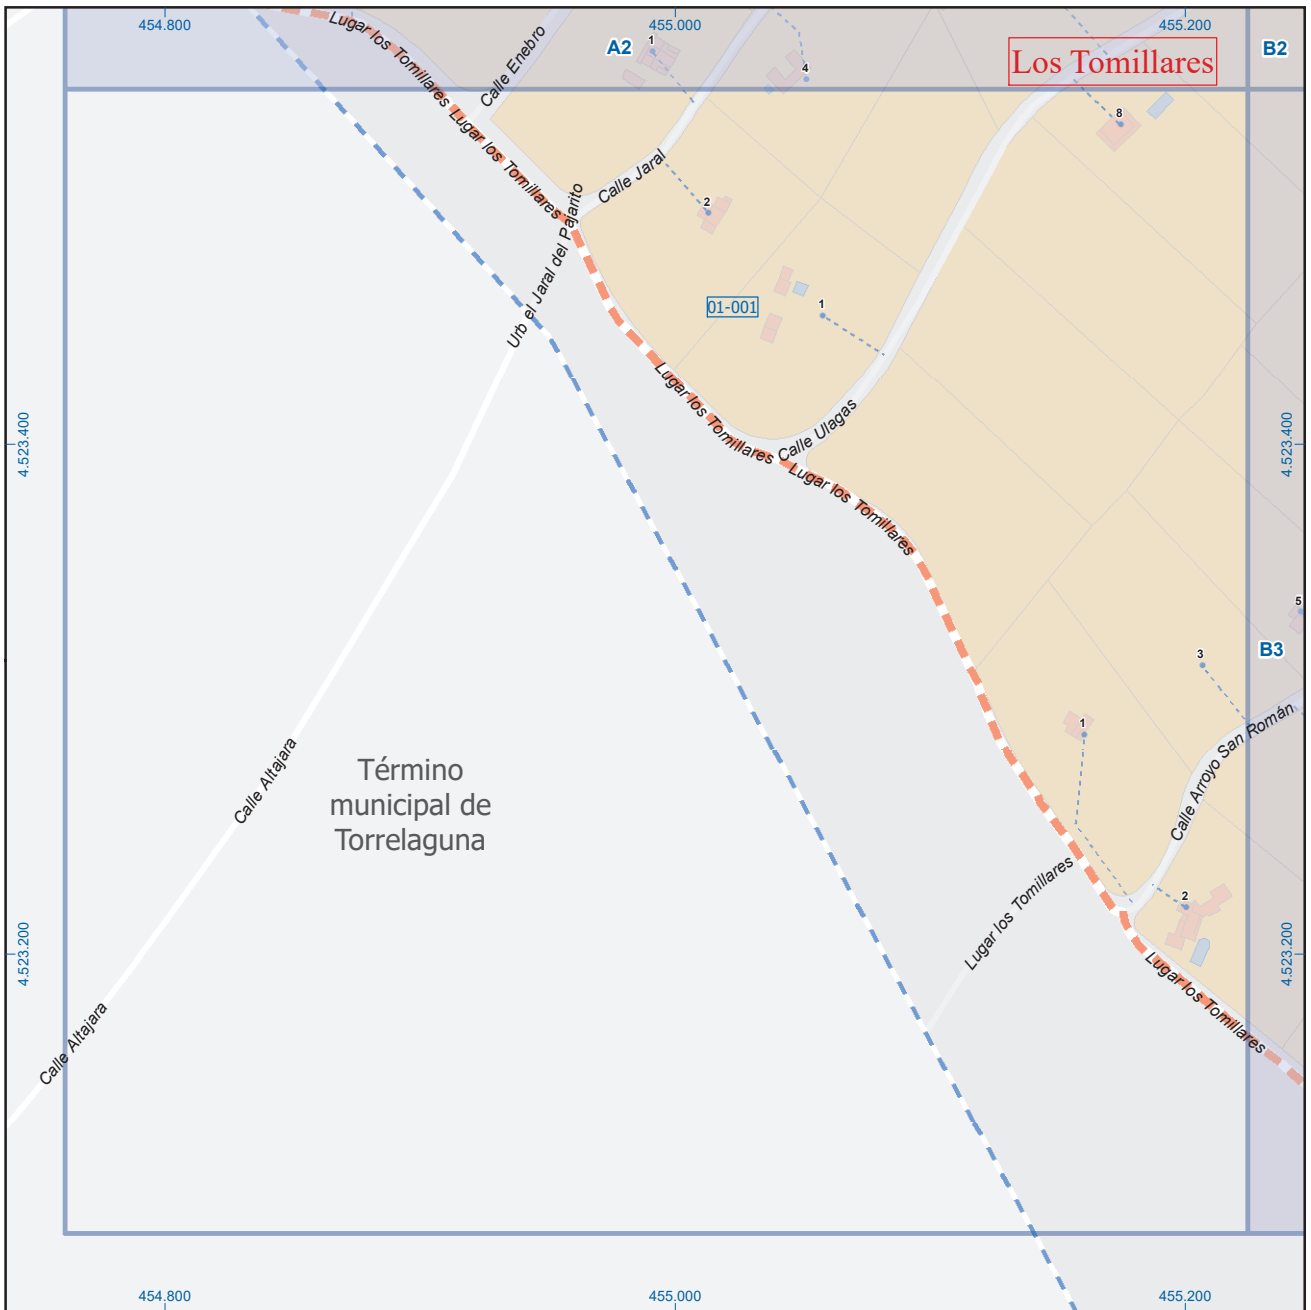 454.800
455.000
455.200
Lugar los Tomillares
Calle Enebro
A2
1
4
Los Tomillares
B2
8
Lugar los Tomillares
Calle Jaral
2
Urb el Jaral del Pajarito
01-001
1
Lugar los Tomillares
Calle Ulagas
4.523.400
4.523.400
Lugar los Tomillares
5
3
B3
1
Calle Arroyo San Román
Calle Altajara
Término
municipal de
Torrelaguna
Lugar los Tomillares
2
4.523.200
4.523.200
Lugar los Tomillares
Calle Altajara
454.800
455.000
455.200